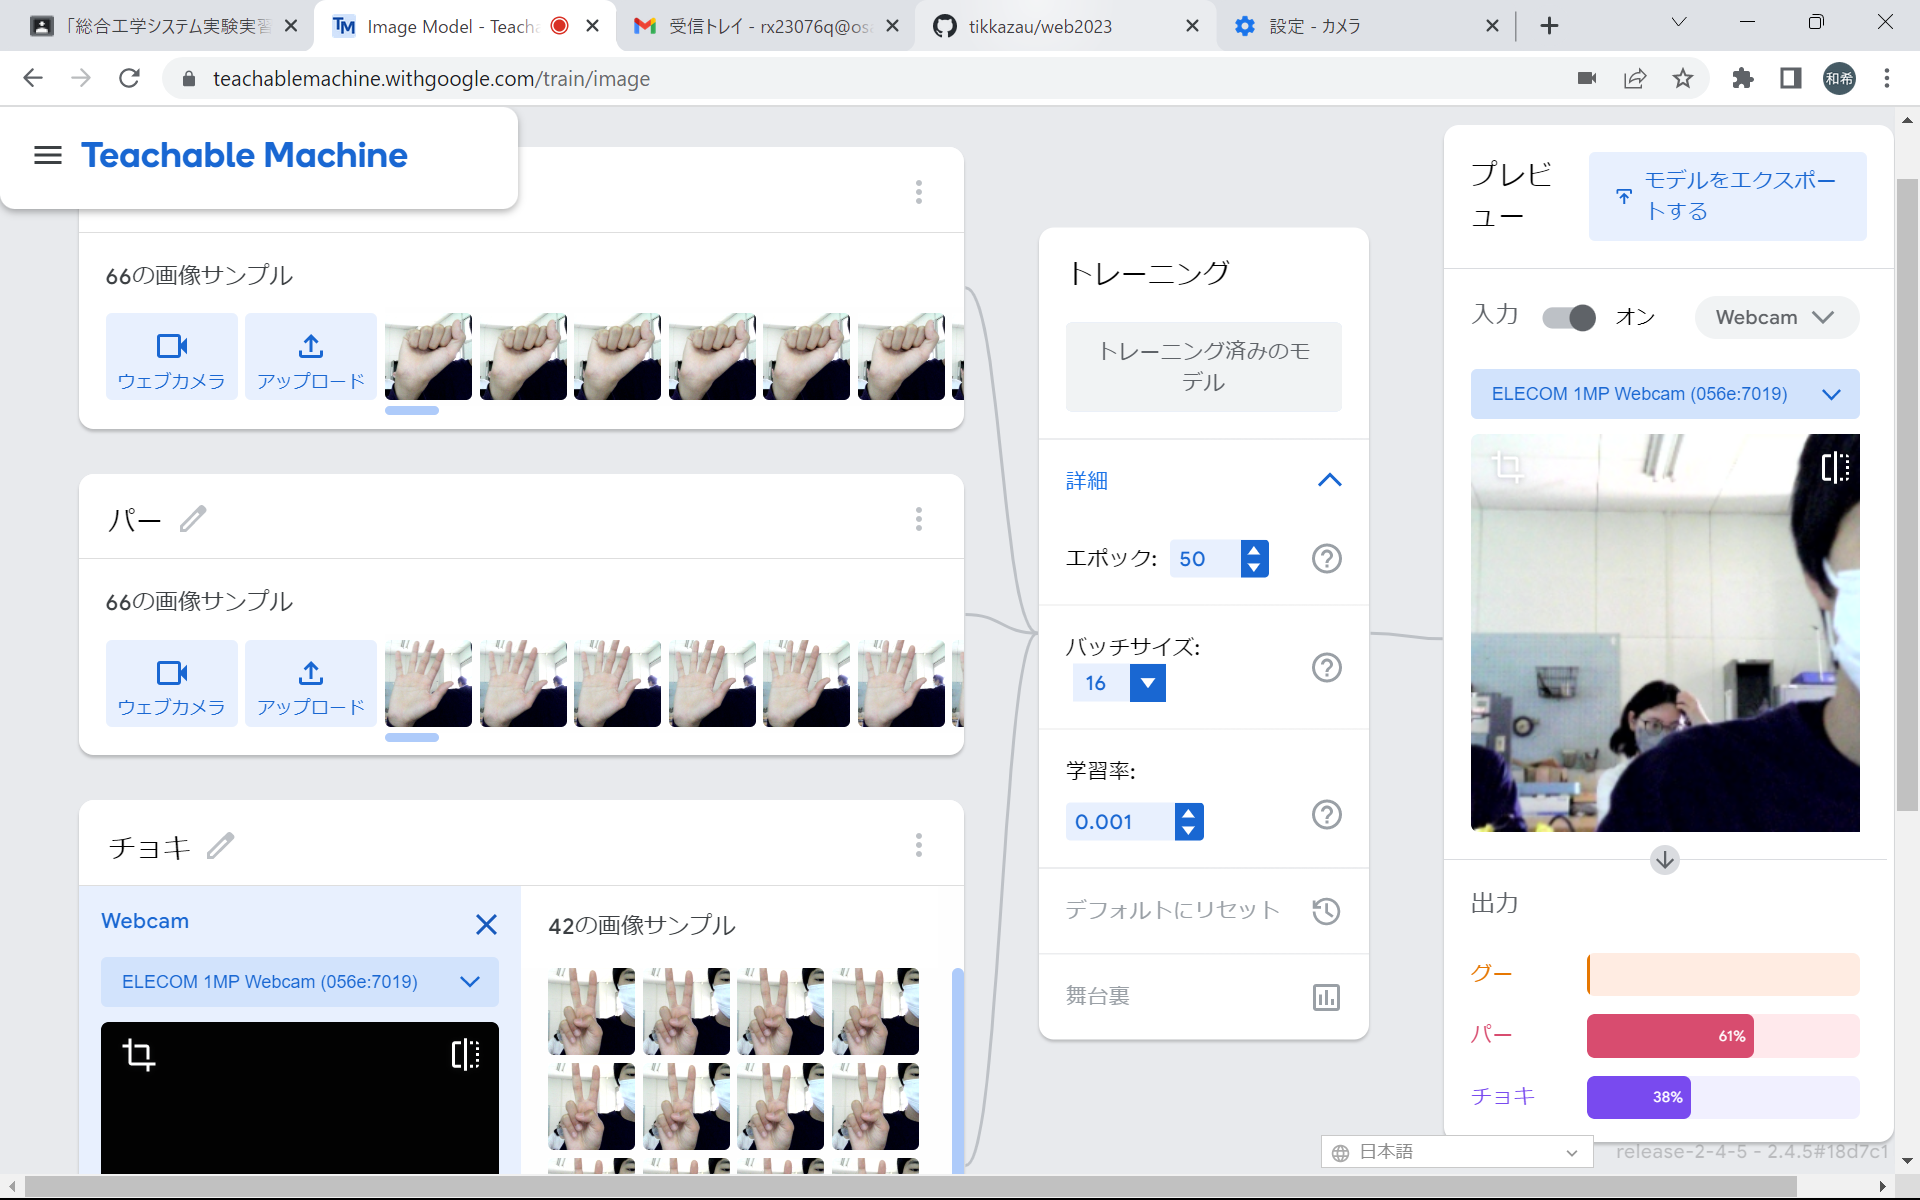 「総合工学システム実験実習
Image Model - Teacha
受信トレイ - rx23076q@osa
tikkazau/web2023
設定 - カメラ
teachablemachine.withgoogle.com/train/image
和希
Teachable Machine
66の画像サンプル
ウェブカメラ
アップロード
パー
66の画像サンプル
ウェブカメラ
アップロード
チョキ
Webcam
ELECOM 1MP Webcam (056e:7019)
42の画像サンプル
トレーニング
トレーニング済みのモ
デル
詳細
エポック: 50
バッチサイズ:
16
学習率:
0.001
デフォルトにリセット
舞台裏
プレビ
ュー
モデルをエクスポー
トする
入力 オン Webcam
ELECOM 1MP Webcam (056e:7019)
出力
グー
パー 61%
チョキ 38%
日本語
release-2-4-5 - 2.4.5#18d7c1